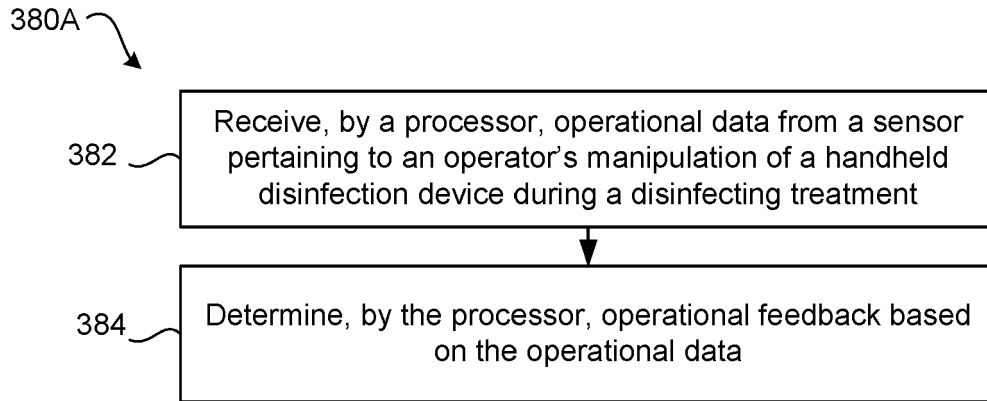 380A
382
Receive, by a processor, operational data from a sensor
pertaining to an operator’s manipulation of a handheld
disinfection device during a disinfecting treatment
384
Determine, by the processor, operational feedback based
on the operational data